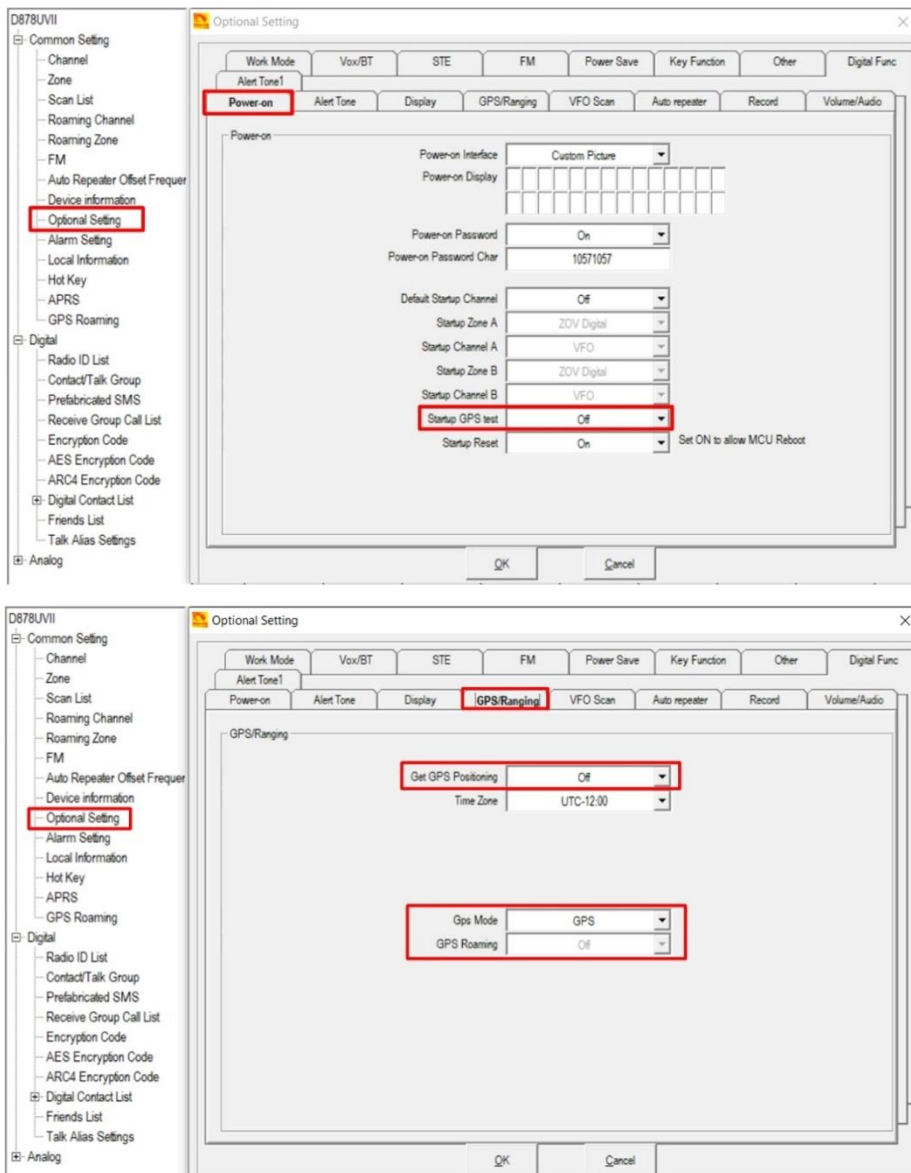 D878UVII
Common Setting
Channel
Zone
Scan List
Roaming Channel
Roaming Zone
FM
Auto Repeater Offset Frequer
Device information
Optional Setting
Alarm Setting
Local Information
Hot Key
APRS
GPS Roaming
Digital
Radio ID List
Contact/Talk Group
Prefabricated SMS
Receive Group Call List
Encryption Code
AES Encryption Code
ARC4 Encryption Code
Digital Contact List
Friends List
Talk Alias Settings
Analog
Optional Setting
Work Mode Vox/BT STE FM Power Save Key Function Other Digital Func
Alert Tone1
Power-on Alert Tone Display GPS/Ranging VFO Scan Auto repeater Record Volume/Audio
Power-on
Power-on Interface Custom Picture
Power-on Display
Power-on Password On
Power-on Password Char 10571057
Default Startup Channel Off
Startup Zone A ZOV Digital
Startup Channel A VFO
Startup Zone B ZOV Digital
Startup Channel B VFO
Startup GPS test Off
Startup Reset On Set ON to allow MCU Reboot
OK Cancel
D878UVII
Common Setting
Channel
Zone
Scan List
Roaming Channel
Roaming Zone
FM
Auto Repeater Offset Frequer
Device information
Optional Setting
Alarm Setting
Local Information
Hot Key
APRS
GPS Roaming
Digital
Radio ID List
Contact/Talk Group
Prefabricated SMS
Receive Group Call List
Encryption Code
AES Encryption Code
ARC4 Encryption Code
Digital Contact List
Friends List
Talk Alias Settings
Analog
Optional Setting
Work Mode Vox/BT STE FM Power Save Key Function Other Digital Func
Alert Tone1
Power-on Alert Tone Display GPS/Ranging VFO Scan Auto repeater Record Volume/Audio
GPS/Ranging
Get GPS Positioning Off
Time Zone UTC-12:00
Gps Mode GPS
GPS Roaming Off
OK Cancel